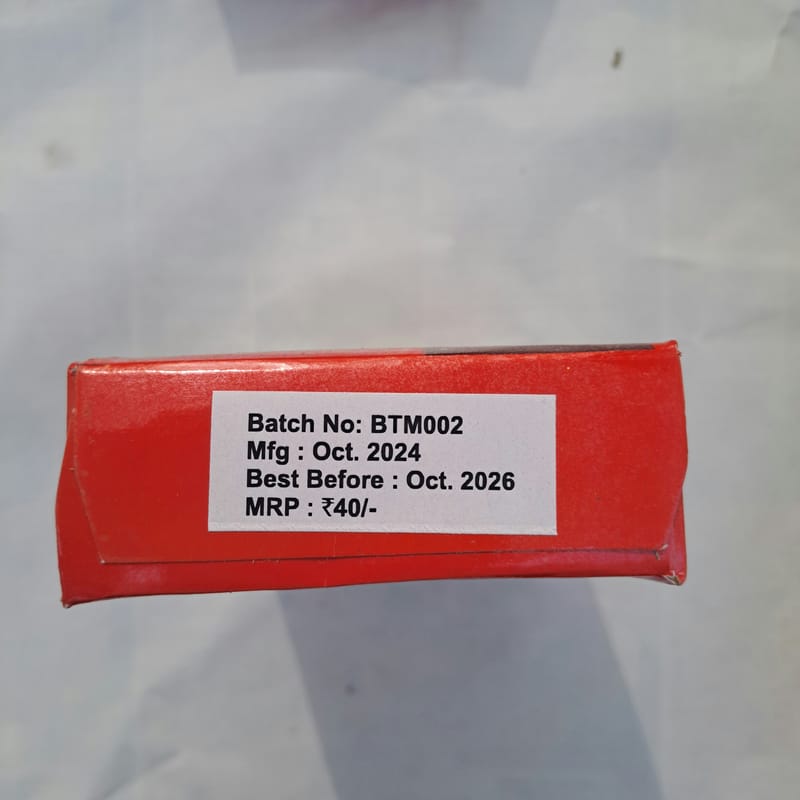 Batch No: BTM002
Mfg : Oct. 2024
Best Before : Oct. 2026
MRP : ₹40/-